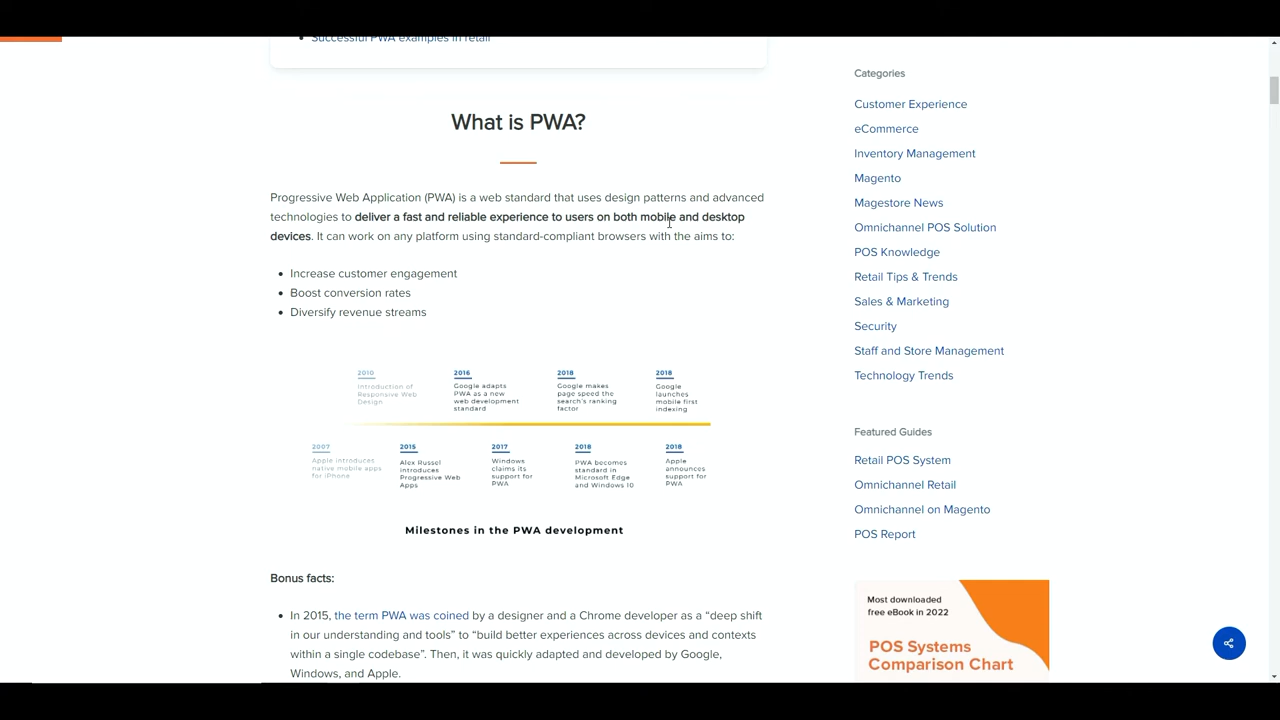 Successful PWA examples in retail
What is PWA?
Progressive Web Application (PWA) is a web standard that uses design patterns and advanced
technologies to deliver a fast and reliable experience to users on both mobile and desktop
devices. It can work on any platform using standard-compliant browsers with the aims to:
Increase customer engagement
Boost conversion rates
Diversify revenue streams
2010
Introduction of
Responsive Web
Design
2016
Google adapts
PWA as a new
web development
standard
2018
Google makes
page speed the
search's ranking
factor
2018
Google
launches
mobile first
indexing
2007
Apple introduces
native mobile apps
for iPhone
2015
Alex Russel
introduces
Progressive Web
Apps
2017
Windows
claims its
support for
PWA
2018
PWA becomes
standard in
Microsoft Edge
and Windows 10
2018
Apple
announces
support for
PWA
Milestones in the PWA development
Bonus facts:
In 2015, the term PWA was coined by a designer and a Chrome developer as a “deep shift
in our understanding and tools” to “build better experiences across devices and contexts
within a single codebase”. Then, it was quickly adapted and developed by Google,
Windows, and Apple.
Categories
Customer Experience
eCommerce
Inventory Management
Magento
Magestore News
Omnichannel POS Solution
POS Knowledge
Retail Tips & Trends
Sales & Marketing
Security
Staff and Store Management
Technology Trends
Featured Guides
Retail POS System
Omnichannel Retail
Omnichannel on Magento
POS Report
Most downloaded
free eBook in 2022
POS Systems
Comparison Chart